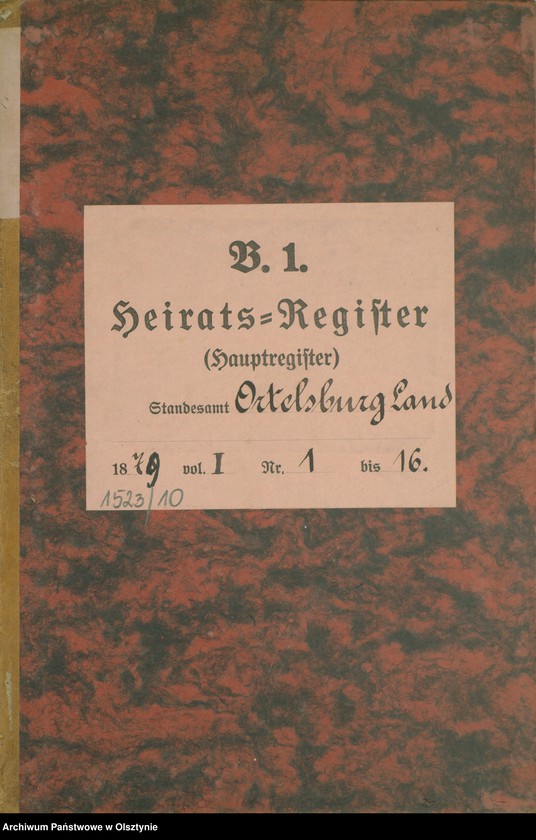 B. 1.
Heirats=Regiſter
(Hauptregiſter)
Standesamt Ortelsburg Land
1879 vol. I Nr. 1 bis 16.
1523/10
Archiwum Państwowe w Olsztynie